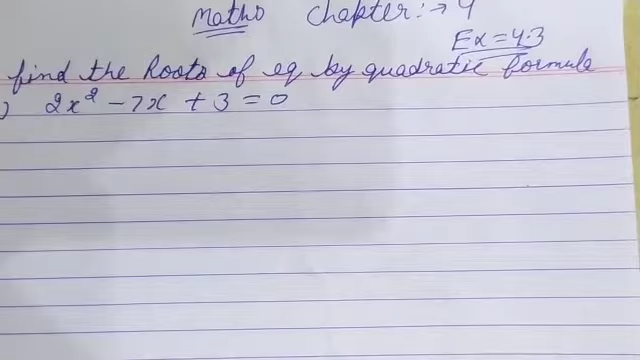 Maths Chapter:→ 4
Ex = 4.3
find the Roots of eq by quadratic formula
) 2x² - 7x + 3 = 0